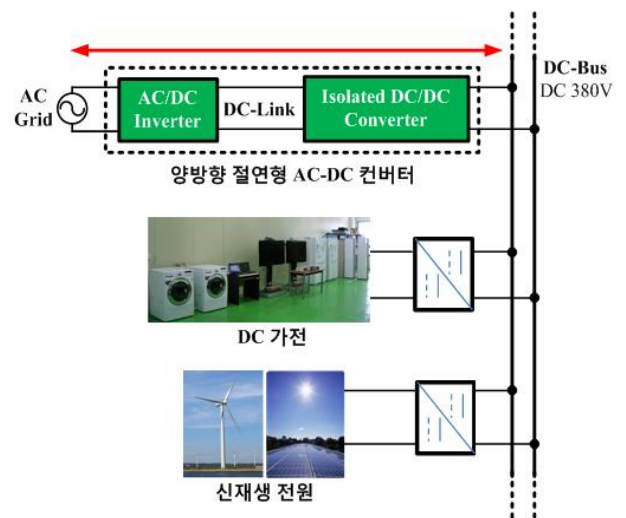 DC-Bus
DC 380V
AC
Grid
AC/DC
Inverter
DC-Link
Isolated DC/DC
Converter
양방향 절연형 AC-DC 컨버터
DC 가전
신재생 전원